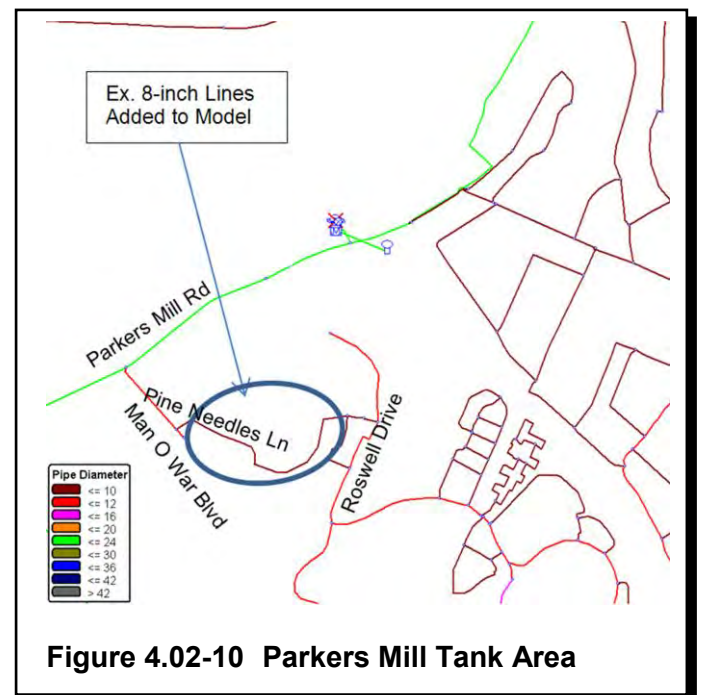 Ex. 8-inch Lines
Added to Model
Parkers Mill Rd
Pine Needles Ln
Man O War Blvd
Roswell Drive
Pipe Diameter
<= 10
<= 12
<= 16
<= 20
<= 24
<= 30
<= 36
<= 42
> 42
Figure 4.02-10 Parkers Mill Tank Area